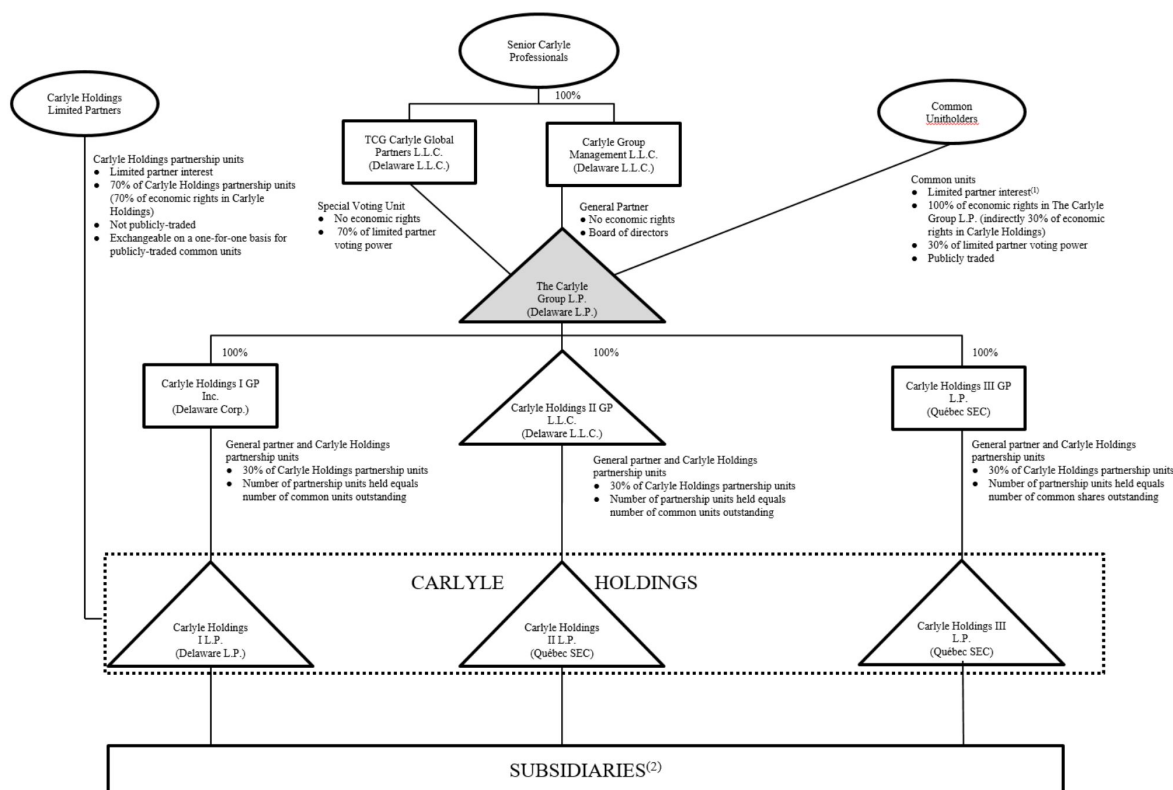 Senior Carlyle
Professionals
Carlyle Holdings
Limited Partners
Common
Unitholders
100%
TCG Carlyle Global
Partners L.L.C.
(Delaware L.L.C.)
Carlyle Group
Management L.L.C.
(Delaware L.L.C.)
Carlyle Holdings partnership units
● Limited partner interest
● 70% of Carlyle Holdings partnership units
(70% of economic rights in Carlyle
Holdings)
● Not publicly-traded
● Exchangeable on a one-for-one basis for
publicly-traded common units
Special Voting Unit
● No economic rights
● 70% of limited partner
voting power
General Partner
● No economic rights
● Board of directors
Common units
● Limited partner interest(1)
● 100% of economic rights in The Carlyle
Group L.P. (indirectly 30% of economic
rights in Carlyle Holdings)
● 30% of limited partner voting power
● Publicly traded
The Carlyle
Group L.P.
(Delaware L.P.)
100%
100%
100%
Carlyle Holdings I GP
Inc.
(Delaware Corp.)
Carlyle Holdings II GP
L.L.C.
(Delaware L.L.C.)
Carlyle Holdings III GP
L.P.
(Québec SEC)
General partner and Carlyle Holdings
partnership units
● 30% of Carlyle Holdings partnership units
● Number of partnership units held equals
number of common units outstanding
General partner and Carlyle Holdings
partnership units
● 30% of Carlyle Holdings partnership units
● Number of partnership units held equals
number of common units outstanding
General partner and Carlyle Holdings
partnership units
● 30% of Carlyle Holdings partnership units
● Number of partnership units held equals
number of common shares outstanding
CARLYLE HOLDINGS
Carlyle Holdings
I L.P.
(Delaware L.P.)
Carlyle Holdings
II L.P.
(Québec SEC)
Carlyle Holdings III
L.P.
(Québec SEC)
SUBSIDIARIES(2)